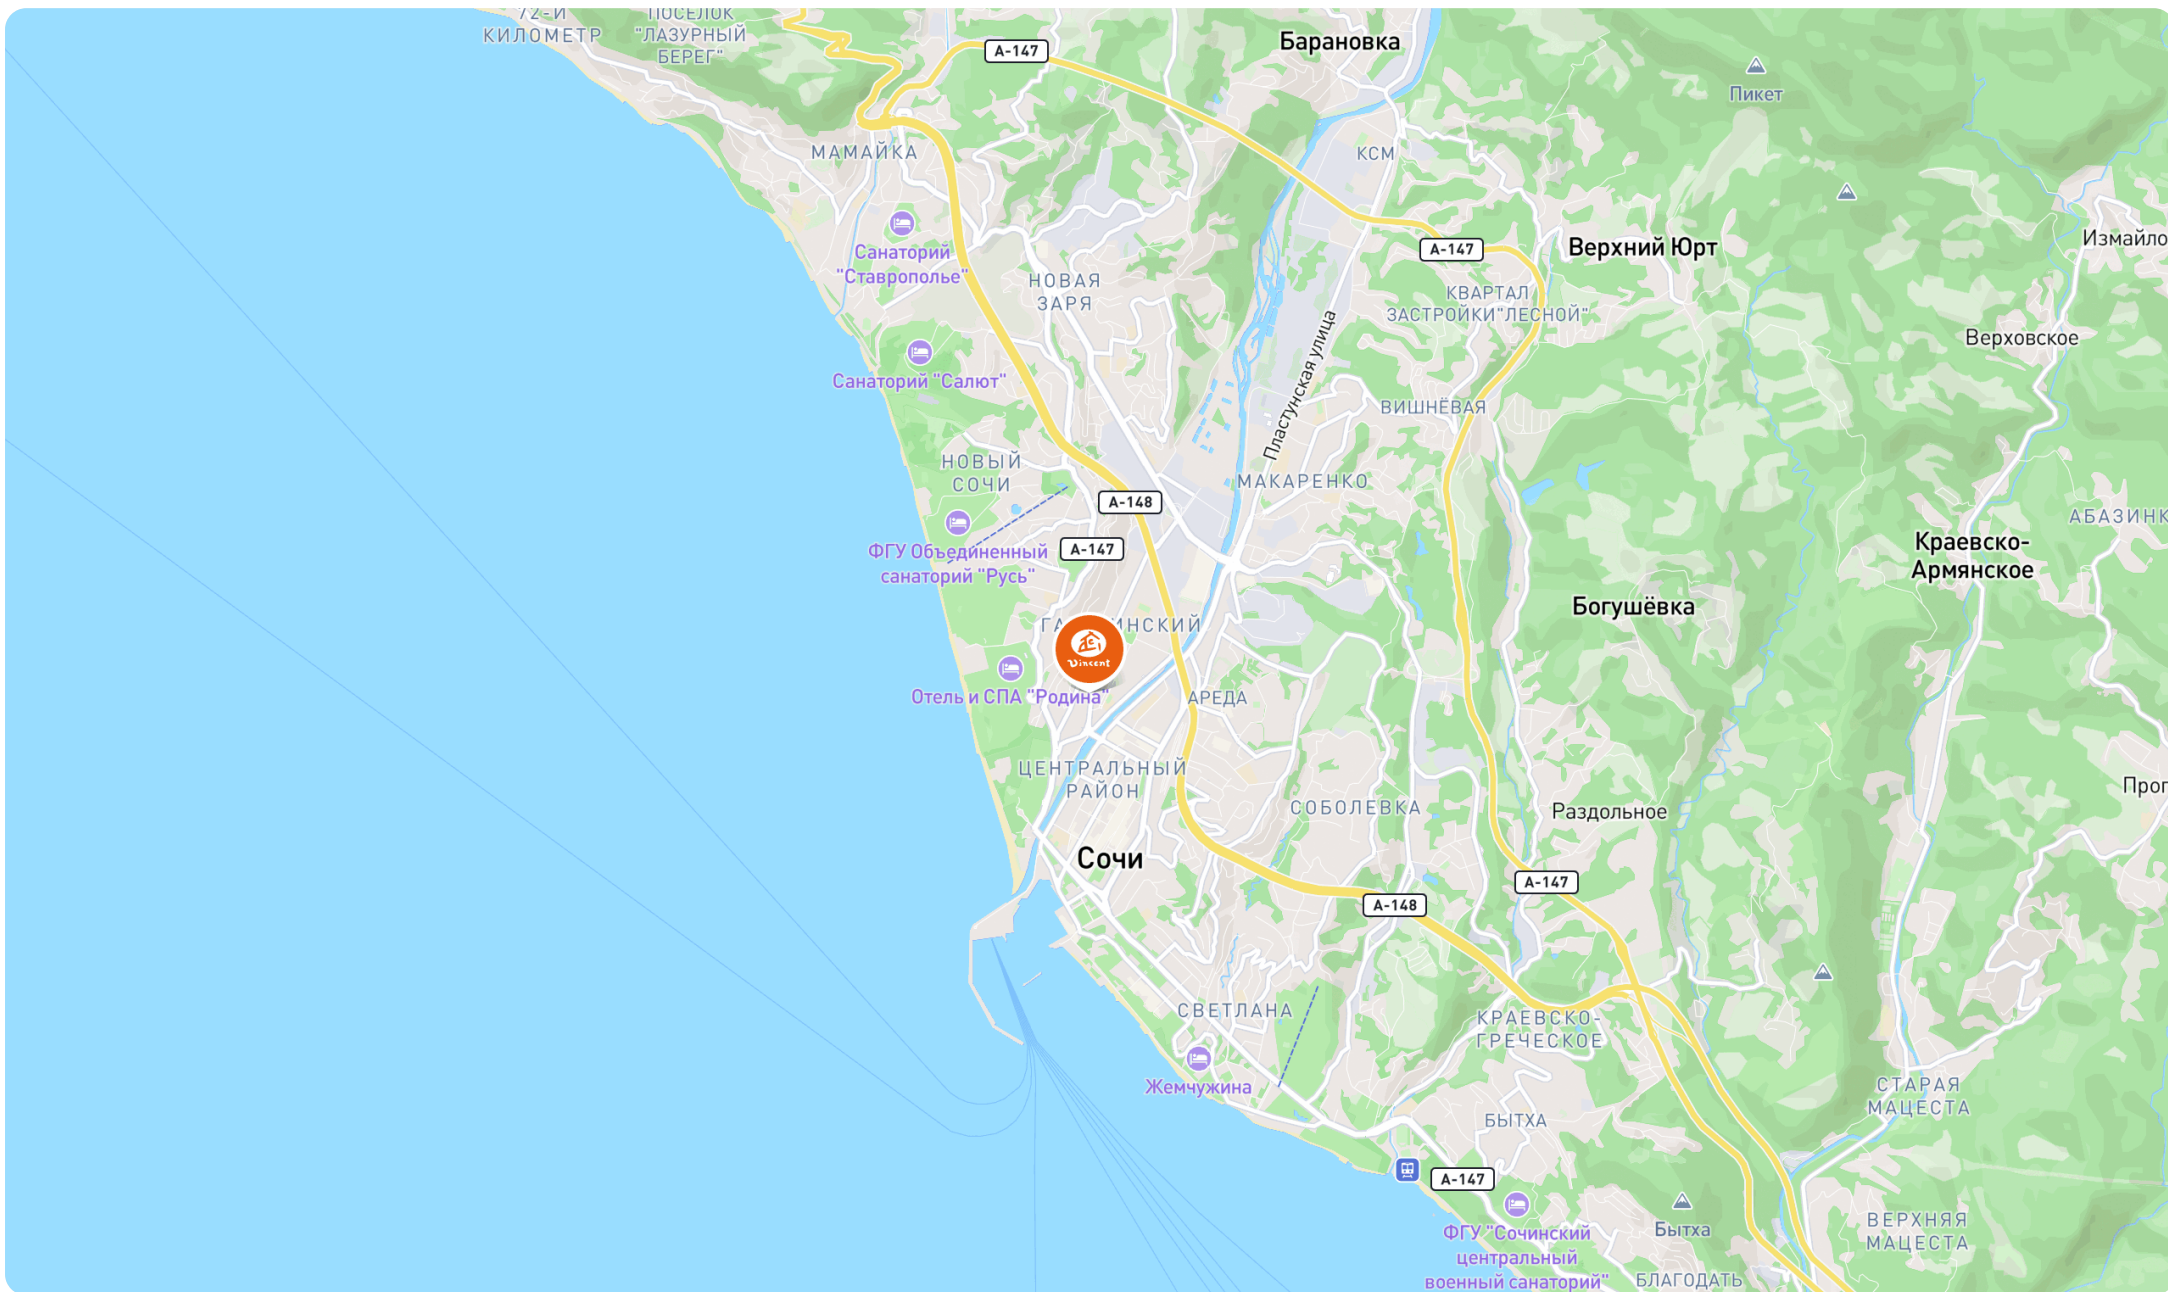 72-Й
КИЛОМЕТР
ПОСЁЛОК
"ЛАЗУРНЫЙ
БЕРЕГ"
А-147
Барановка
Пикет
МАМАЙКА
КСМ
Санаторий
"Ставрополье"
А-147
Верхний Юрт
Измайло
НОВАЯ
ЗАРЯ
КВАРТАЛ
ЗАСТРОЙКИ"ЛЕСНОЙ"
Верховское
Пластунская улица
Санаторий "Салют"
ВИШНЁВАЯ
НОВЫЙ
СОЧИ
МАКАРЕНКО
А-148
АБАЗИНК
ФГУ Объединенный
санаторий "Русь"
А-147
Краевско-
Армянское
Богушёвка
Vincent
Отель и СПА "Родина"
АРЕДА
ЦЕНТРАЛЬНЫЙ
РАЙОН
СОБОЛЕВКА
Раздольное
Сочи
А-147
А-148
СВЕТЛАНА
КРАЕВСКО-
ГРЕЧЕСКОЕ
Жемчужина
СТАРАЯ
МАЦЕСТА
БЫТХА
А-147
ФГУ "Сочинский
центральный
военный санаторий"
Бытха
ВЕРХНЯЯ
МАЦЕСТА
БЛАГОДАТЬ